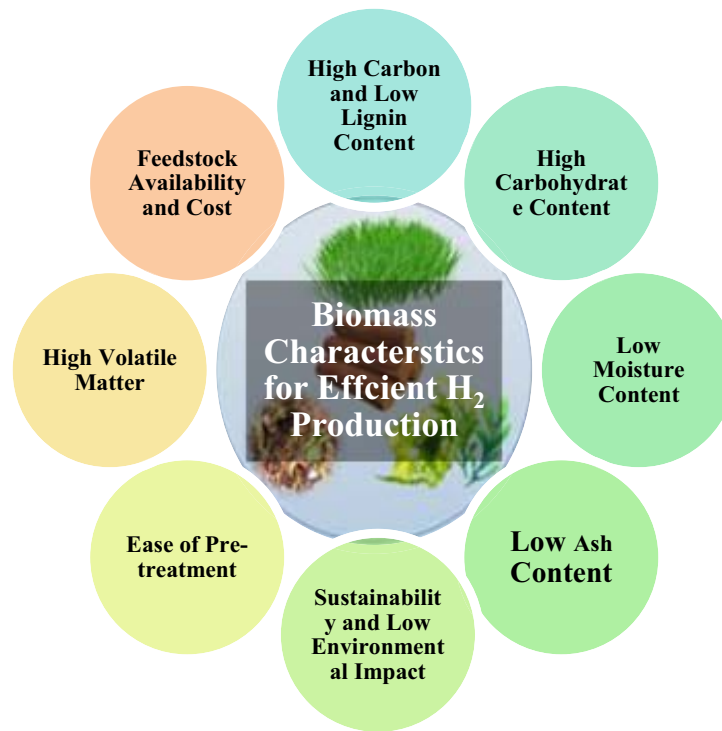 High Carbon
and Low
Lignin
Content
High
Carbohydrat
e Content
Low
Moisture
Content
Low Ash
Content
Sustainabilit
y and Low
Environment
al Impact
Ease of Pre-
treatment
High Volatile
Matter
Feedstock
Availability
and Cost
Biomass
Characterstics
for Effcient H₂
Production